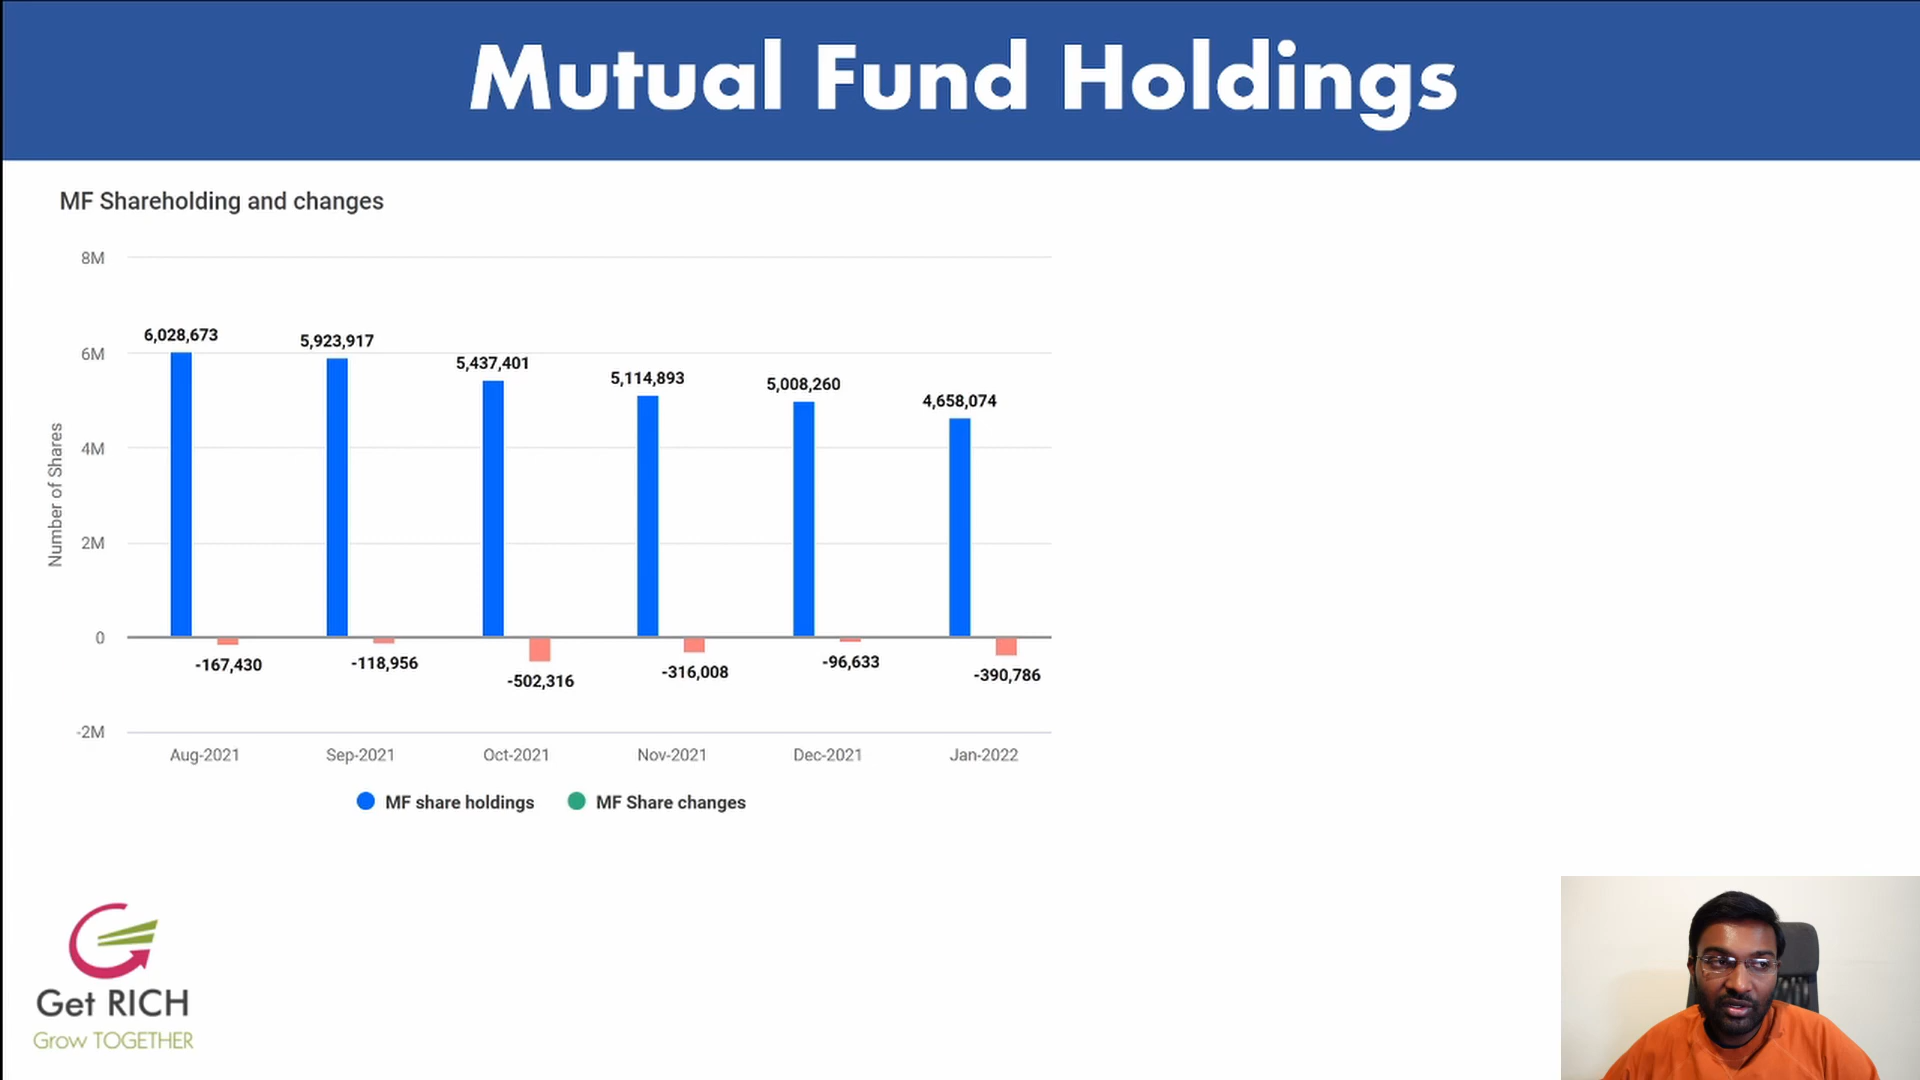 Mutual Fund Holdings
MF Shareholding and changes
8M
6M
4M
2M
0
-2M
Number of Shares
6,028,673
5,923,917
5,437,401
5,114,893
5,008,260
4,658,074
-167,430
-118,956
-502,316
-316,008
-96,633
-390,786
Aug-2021
Sep-2021
Oct-2021
Nov-2021
Dec-2021
Jan-2022
MF share holdings
MF Share changes
Get RICH
Grow TOGETHER